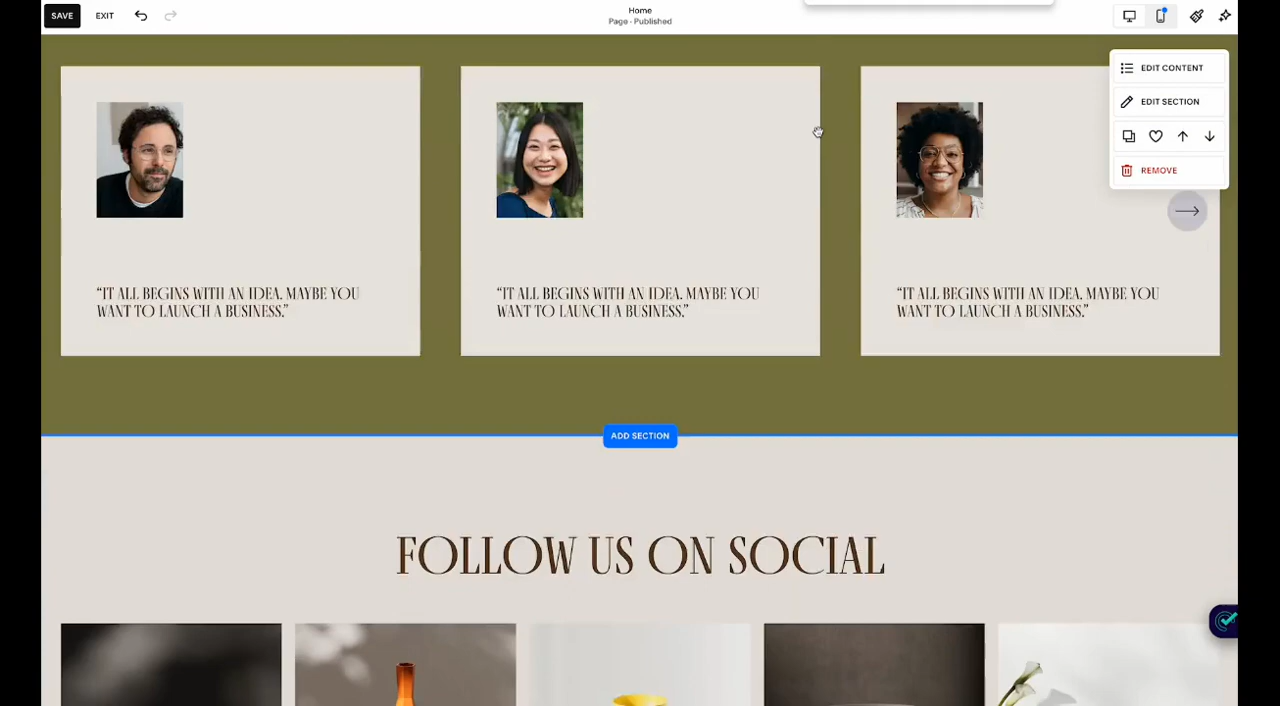 SAVE
EXIT
Home
Page · Published
EDIT CONTENT
EDIT SECTION
REMOVE
“IT ALL BEGINS WITH AN IDEA. MAYBE YOU
WANT TO LAUNCH A BUSINESS.”
“IT ALL BEGINS WITH AN IDEA. MAYBE YOU
WANT TO LAUNCH A BUSINESS.”
“IT ALL BEGINS WITH AN IDEA. MAYBE YOU
WANT TO LAUNCH A BUSINESS.”
ADD SECTION
FOLLOW US ON SOCIAL